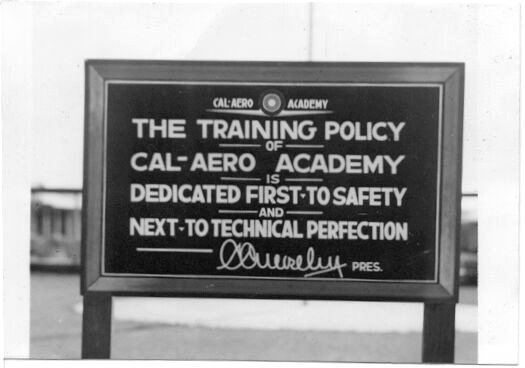 CAL-AERO ACADEMY
THE TRAINING POLICY
OF
CAL-AERO ACADEMY
IS
DEDICATED FIRST-TO SAFETY
AND
NEXT-TO TECHNICAL PERFECTION
PRES.